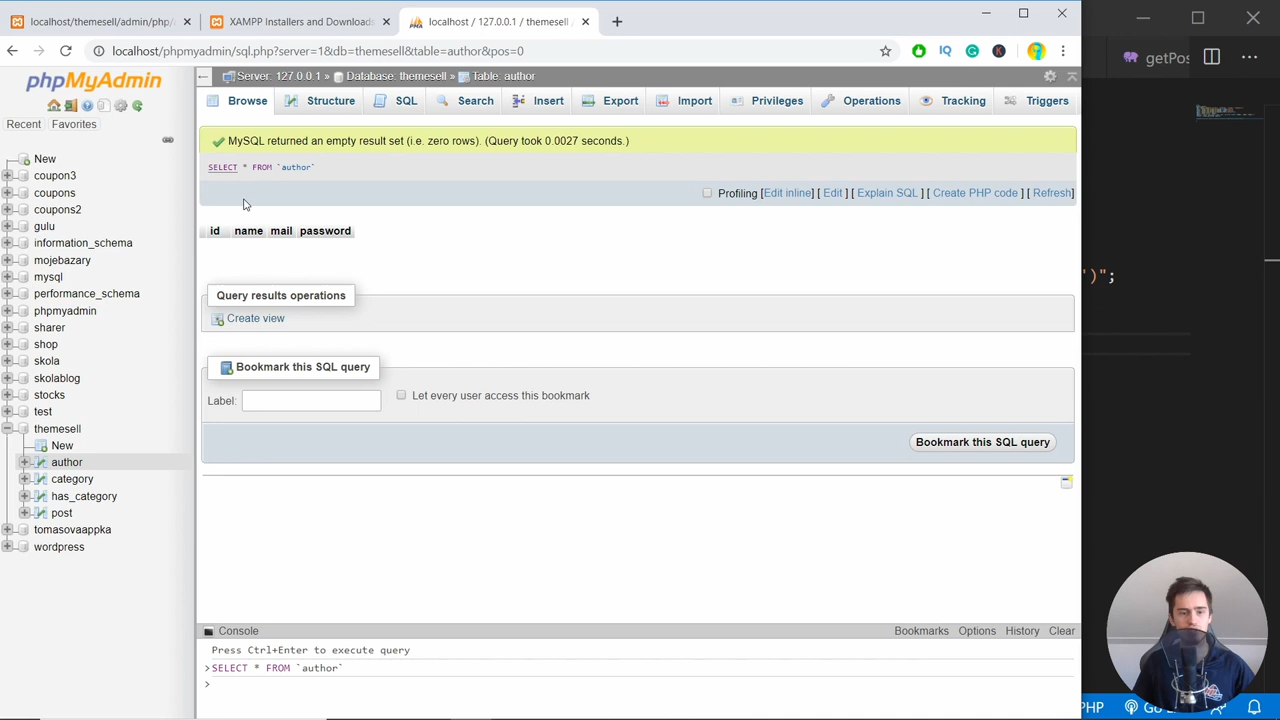 localhost/themesell/admin/php/
XAMPP Installers and Downloads
localhost / 127.0.0.1 / themesell /
localhost/phpmyadmin/sql.php?server=1&db=themesell&table=author&pos=0
IQ
K
getPos
phpMyAdmin
Recent
Favorites
New
coupon3
coupons
coupons2
gulu
information_schema
mojebazary
mysql
performance_schema
phpmyadmin
sharer
shop
skola
skolablog
stocks
test
themesell
New
author
category
has_category
post
tomasovaappka
wordpress
Server: 127.0.0.1 » Database: themesell » Table: author
Browse Structure SQL Search Insert Export Import Privileges Operations Tracking Triggers
MySQL returned an empty result set (i.e. zero rows). (Query took 0.0027 seconds.)
SELECT * FROM `author`
Profiling [Edit inline] [ Edit ] [ Explain SQL ] [ Create PHP code ] [ Refresh]
id name mail password
Query results operations
Create view
Bookmark this SQL query
Label:
Let every user access this bookmark
Bookmark this SQL query
Console
Bookmarks Options History Clear
Press Ctrl+Enter to execute query
>SELECT * FROM `author`
>
')";
PHP